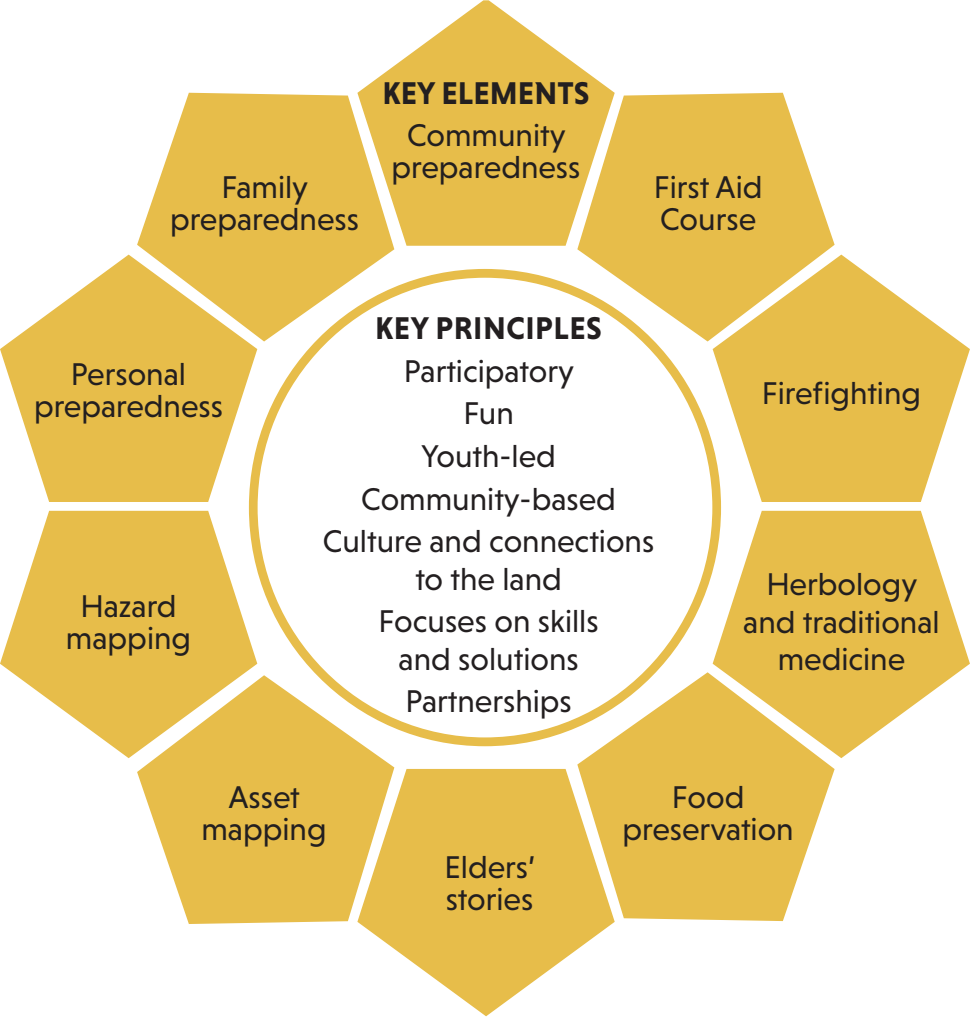 KEY ELEMENTS
Community
preparedness
First Aid
Course
Firefighting
Herbology
and traditional
medicine
Food
preservation
Elders’
stories
Asset
mapping
Hazard
mapping
Personal
preparedness
Family
preparedness
KEY PRINCIPLES
Participatory
Fun
Youth-led
Community-based
Culture and connections
to the land
Focuses on skills
and solutions
Partnerships